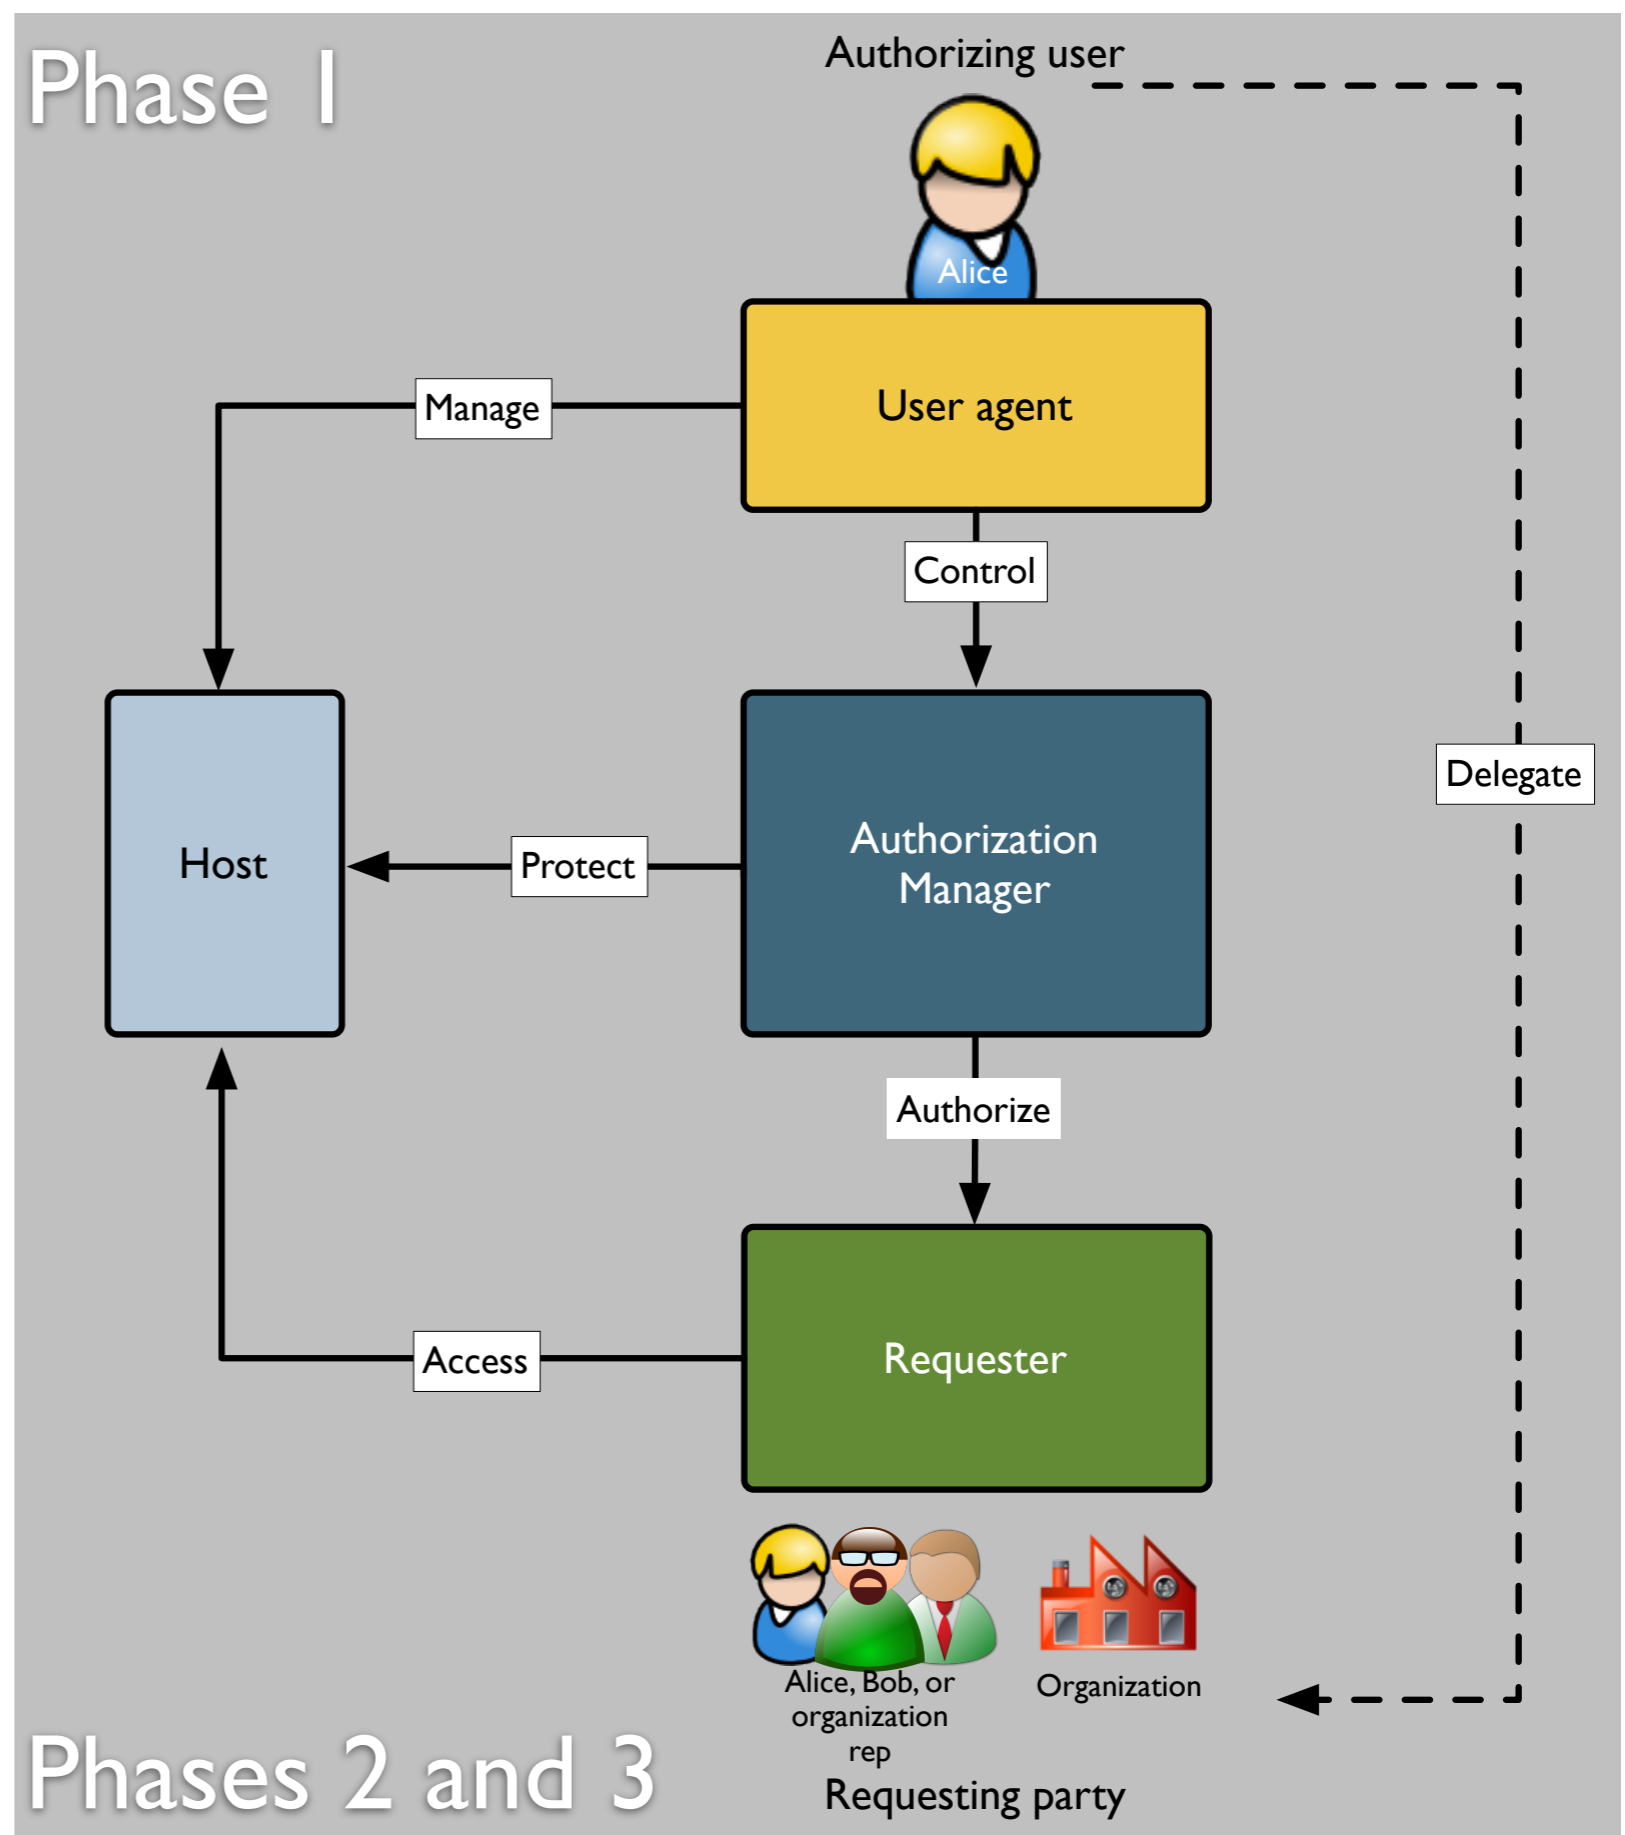 Phase 1
Authorizing user
Alice
User agent
Manage
Control
Delegate
Host
Protect
Authorization
Manager
Authorize
Access
Requester
Alice, Bob, or
organization
rep
Organization
Phases 2 and 3
Requesting party